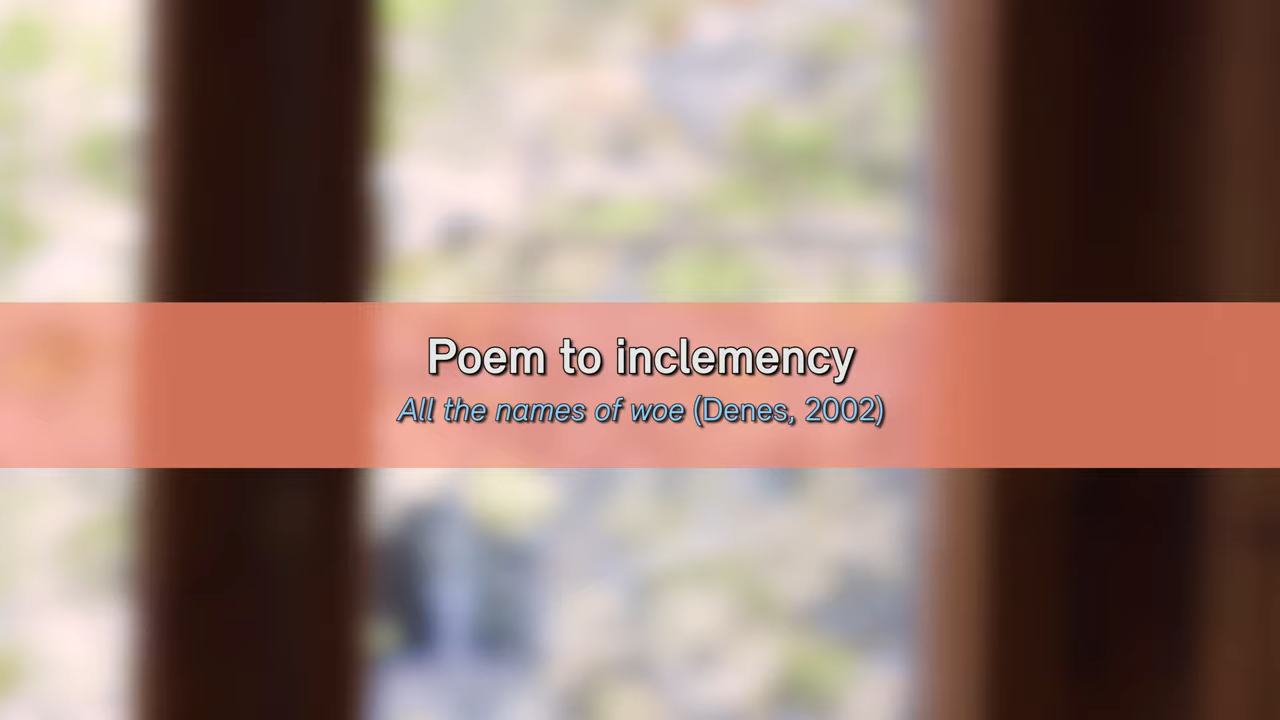 Poem to inclemency
All the names of woe (Denes, 2002)